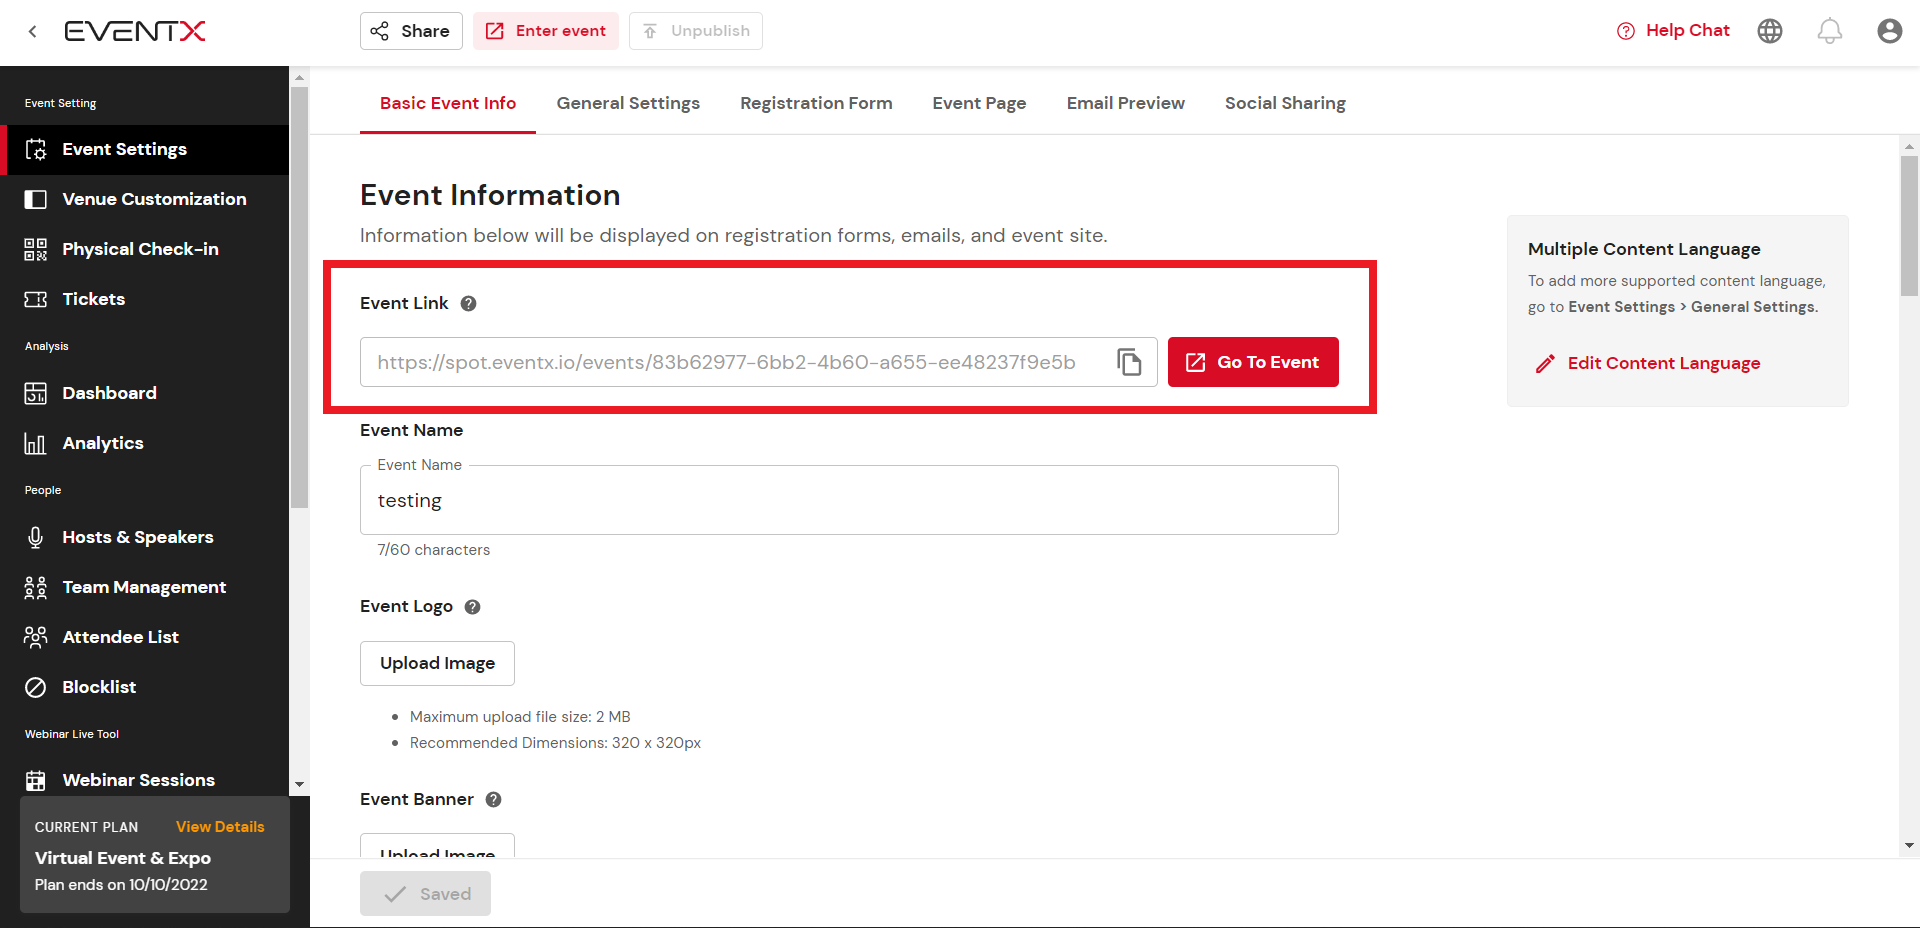 EVENTX
Share
Enter event
Unpublish
Help Chat
Event Setting
Event Settings
Venue Customization
Physical Check-in
Tickets
Analysis
Dashboard
Analytics
People
Hosts & Speakers
Team Management
Attendee List
Blocklist
Webinar Live Tool
Webinar Sessions
CURRENT PLAN View Details
Virtual Event & Expo
Plan ends on 10/10/2022
Basic Event Info General Settings Registration Form Event Page Email Preview Social Sharing
Event Information
Information below will be displayed on registration forms, emails, and event site.
Event Link
https://spot.eventx.io/events/83b62977-6bb2-4b60-a655-ee48237f9e5b
Go To Event
Event Name
Event Name
testing
7/60 characters
Event Logo
Upload Image
Maximum upload file size: 2 MB
Recommended Dimensions: 320 x 320px
Event Banner
Upload Image
Saved
Multiple Content Language
To add more supported content language,
go to Event Settings > General Settings.
Edit Content Language